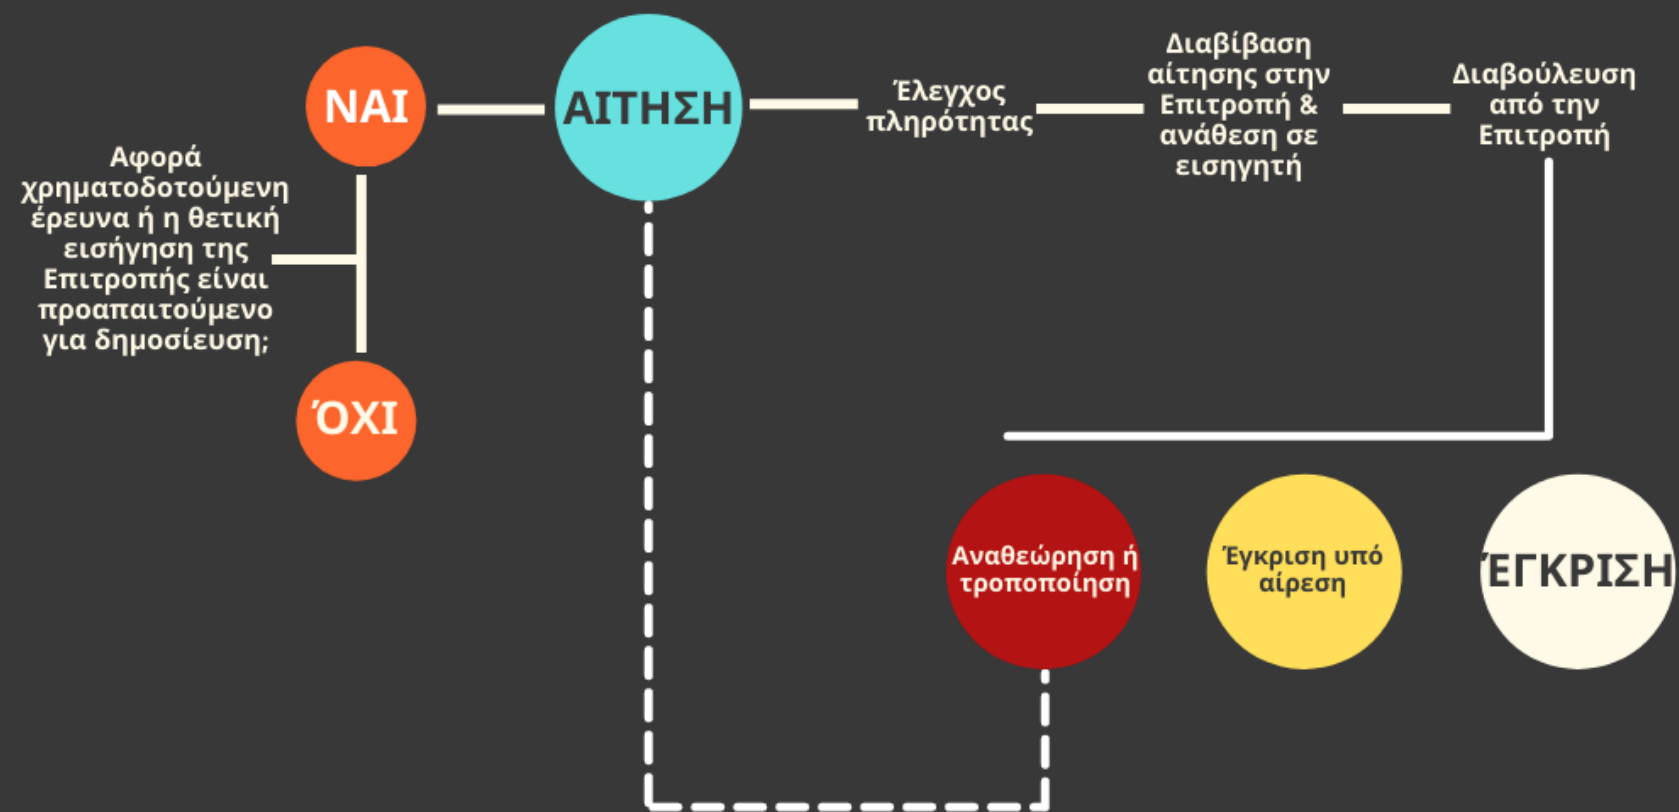 Αφορά
χρηματοδοτούμενη
έρευνα ή η θετική
εισήγηση της
Επιτροπής είναι
προαπαιτούμενο
για δημοσίευση;
ΝΑΙ
ΌΧΙ
ΑΙΤΗΣΗ
Έλεγχος
πληρότητας
Διαβίβαση
αίτησης στην
Επιτροπή &
ανάθεση σε
εισηγητή
Διαβούλευση
από την
Επιτροπή
Αναθεώρηση ή
τροποποίηση
Έγκριση υπό
αίρεση
ΈΓΚΡΙΣΗ